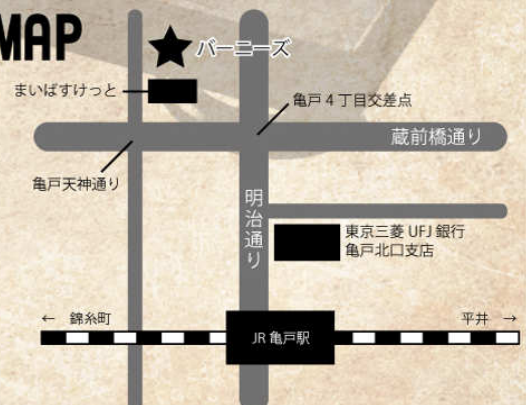 MAP
バーニーズ
まいばすけっと
亀戸 4 丁目交差点
蔵前橋通り
亀戸天神通り
明治通り
東京三菱 UFJ 銀行
亀戸北口支店
← 錦糸町
平井 →
JR 亀戸駅